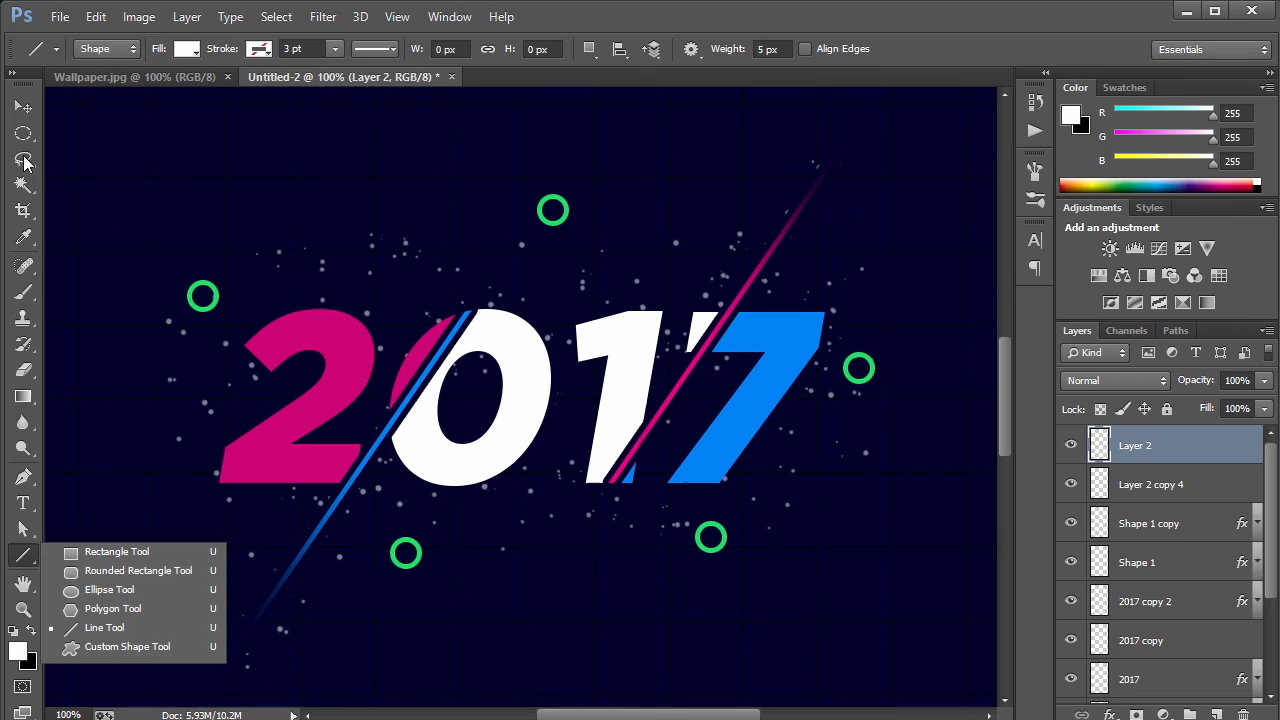 Ps File Edit Image Layer Type Select Filter 3D View Window Help
Shape Fill: Stroke: 3 pt W: 0 px H: 0 px Weight: 5 px Align Edges Essentials
Wallpaper.jpg @ 100% (RGB/8) × Untitled-2 @ 100% (Layer 2, RGB/8) * ×
Color Swatches
R 255
G 255
B 255
Adjustments Styles
Add an adjustment
Layers Channels Paths
Kind
Normal Opacity: 100%
Lock: Fill: 100%
Layer 2
Layer 2 copy 4
Shape 1 copy fx
Shape 1 fx
2017 copy 2 fx
2017 copy
2017 fx
2017
Rectangle Tool U
Rounded Rectangle Tool U
Ellipse Tool U
Polygon Tool U
Line Tool U
Custom Shape Tool U
100% Doc: 5.93M/10.2M